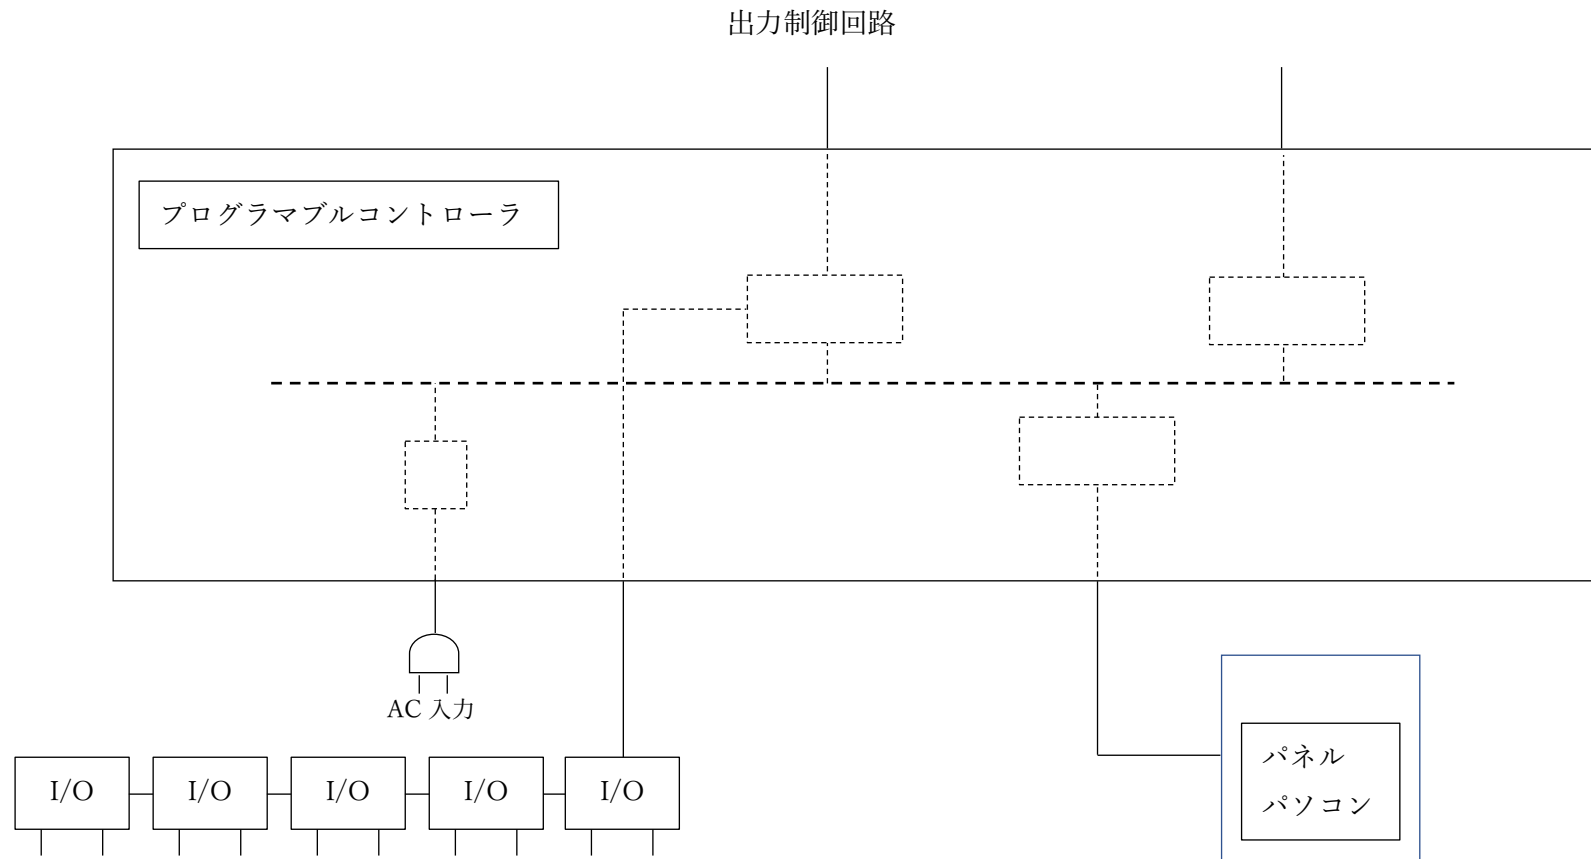 出力制御回路
プログラマブルコントローラ
AC 入力
I/O
I/O
I/O
I/O
I/O
パネル
パソコン